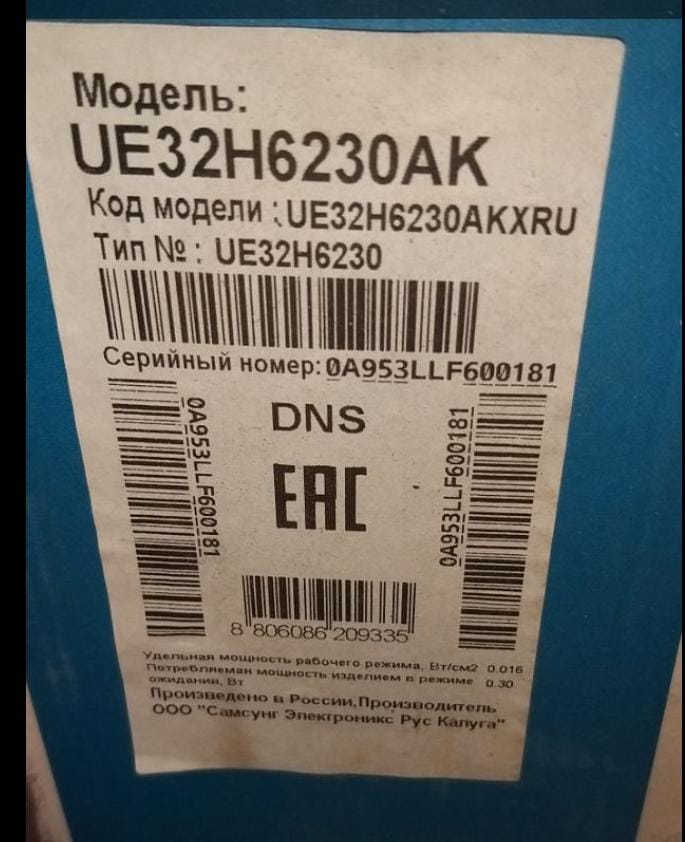 Модель:
UE32H6230AK
Код модели : UE32H6230AKXRU
Тип № : UE32H6230
Серийный номер: 0A953LLF600181
0A953LLF600181
DNS
0A953LLF600181
EAC
8 806086 209335
Удельная мощность рабочего режима, Вт/см2 0.016
Потребляемая мощность изделием в режиме 0.30
ожидания, Вт
Произведено в России,Производитель
ООО "Самсунг Электроникс Рус Калуга"